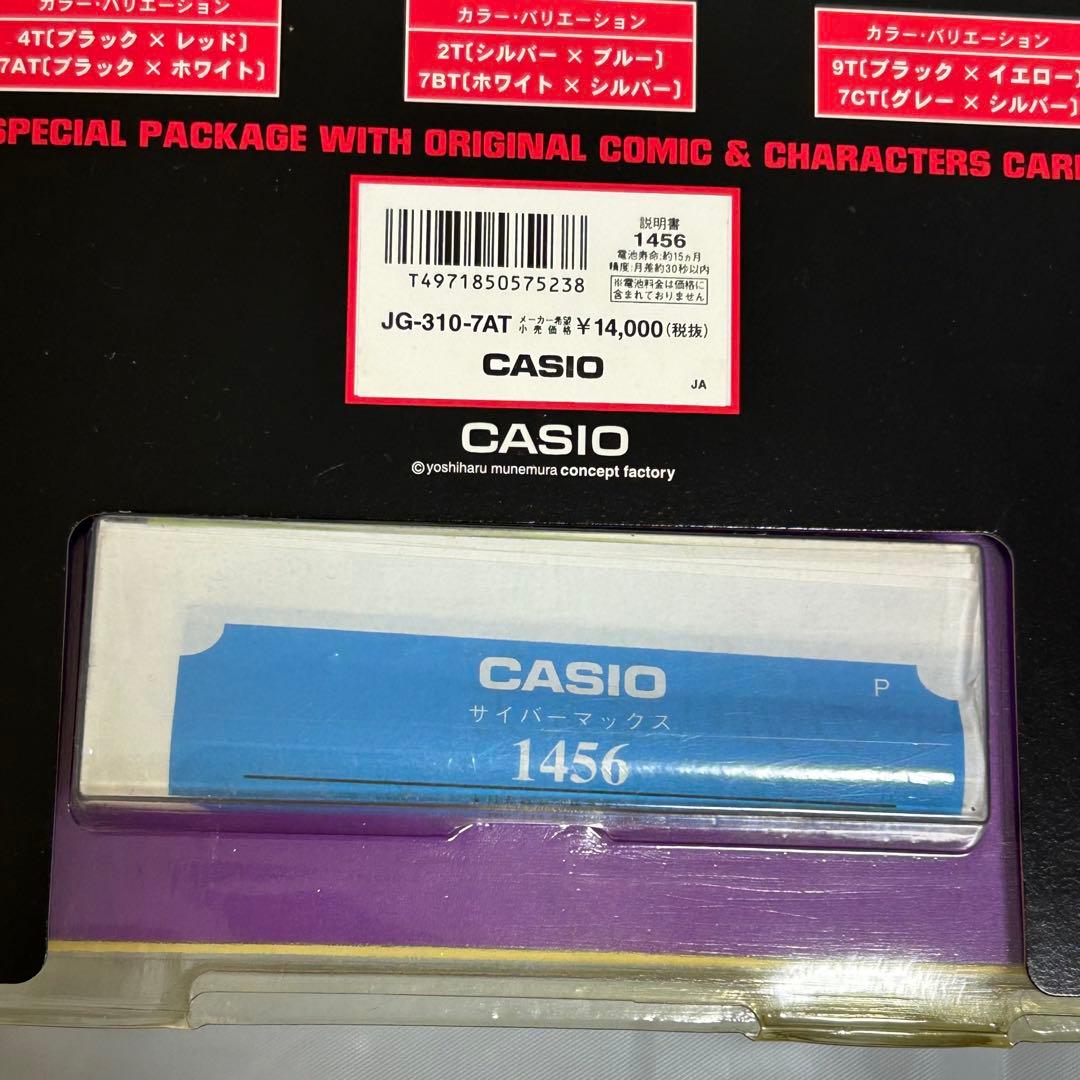 カラー・バリエーション
4T〔ブラック × レッド〕
7AT〔ブラック × ホワイト〕
カラー・バリエーション
2T〔シルバー × ブルー〕
7BT〔ホワイト × シルバー〕
カラー・バリエーション
9T〔ブラック × イエロー〕
7CT〔グレー × シルバー〕
SPECIAL PACKAGE WITH ORIGINAL COMIC & CHARACTERS CAR
説明書
1456
電池寿命:約15ヵ月
精度:月差約30秒以内
※電池料金は価格に
含まれておりません
T4971850575238
JG-310-7AT メーカー希望小売価格 ¥14,000(税抜)
CASIO
JA
CASIO
©yoshiharu munemura concept factory
CASIO
P
サイバーマックス
1456